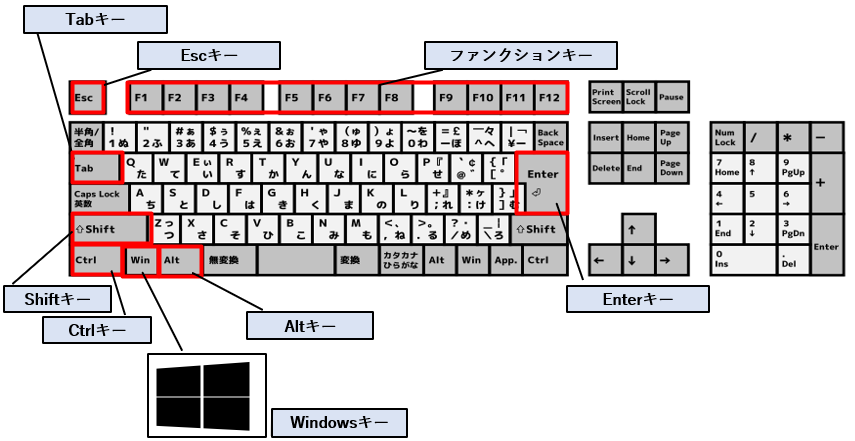 Tabキー
Escキー
ファンクションキー
Esc F1 F2 F3 F4 F5 F6 F7 F8 F9 F10 F11 F12 Print Screen Scroll Lock Pause
半角/全角 ! 1ぬ " 2ふ #ぁ 3あ $ぅ 4う %ぇ 5え &ぉ 6お 'ゃ 7や (ゅ 8ゆ )ょ 9よ ~を 0わ =£ ーほ ￣々 ^へ |¬ ¥ー Back Space Insert Home Page Up Num Lock / * −
Tab Q た W て Eぃ い R す T か Y ん U な I に O ら P『 せ `¢ @゛ {「 [゜ Enter Delete End Page Down 7 Home 8 ↑ 9 PgUp +
Caps Lock 英数 A ち S と D し F は G き H く J ま K の L り +』 ;れ *ヶ :け }」 ]む 4 ← 5 6 →
⇧Shift Zっ つ X さ C そ V ひ B こ N み M も <、 ,ね >。 .る ?・ /め _| \ろ ⇧Shift ↑ 1 End 2 ↓ 3 PgDn Enter
Ctrl Win Alt 無変換 変換 カタカナ ひらがな Alt Win App. Ctrl ← ↓ → 0 Ins . Del
Shiftキー
Enterキー
Ctrlキー
Altキー
Windowsキー